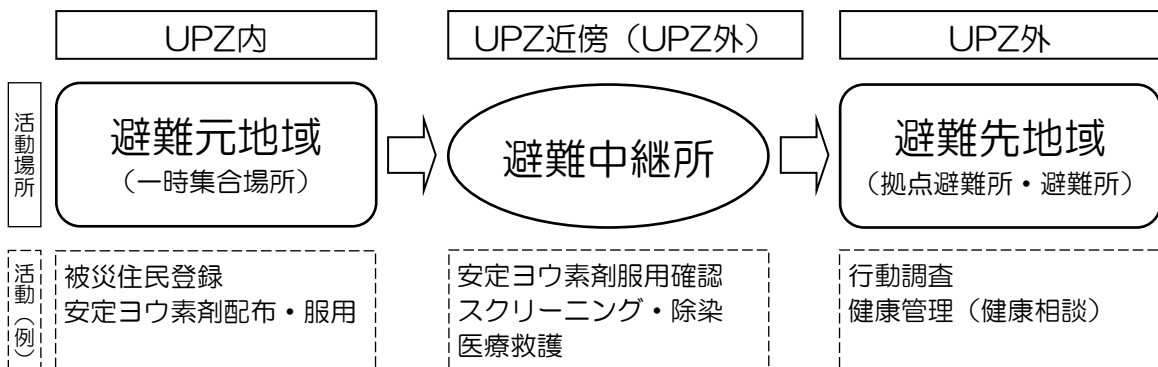 UPZ内
UPZ近傍（UPZ外）
UPZ外
活動場所
避難元地域
（一時集合場所）
避難中継所
避難先地域
（拠点避難所・避難所）
活動（例）
被災住民登録
安定ヨウ素剤配布・服用
安定ヨウ素剤服用確認
スクリーニング・除染
医療救護
行動調査
健康管理（健康相談）